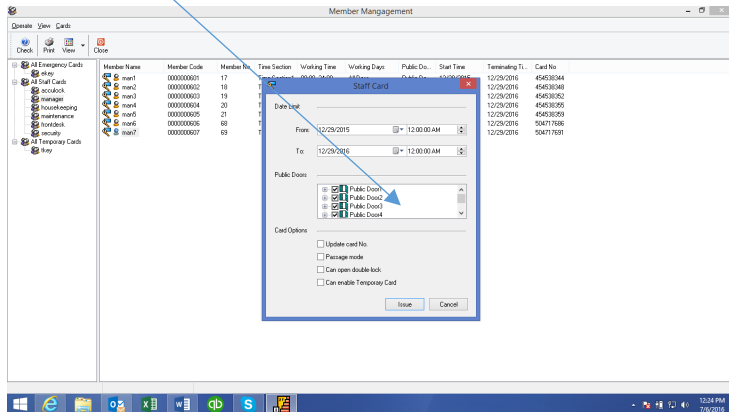 Member Mangagement
Operate View Cards
Check Print View Close
All Emergency Cards
ekey
All Staff Cards
acculock
manager
housekeeping
maintenance
frontdesk
security
All Temporary Cards
tkey
Member Name Member Code Member No Time Section Working Time Working Days Public Do... Start Time Terminating Ti... Card No
man1 0000000601 17 12/29/2016 454538344
man2 0000000602 18 12/29/2016 454538348
man3 0000000603 19 12/29/2016 454538352
man4 0000000604 20 12/29/2016 454538355
man5 0000000605 21 12/29/2016 454538359
man6 0000000606 68 12/29/2016 504717686
man7 0000000607 69 12/29/2016 504717691
Staff Card
Date Limit
From: 12/29/2015 12:00:00 AM
To: 12/29/2016 12:00:00 AM
Public Doors
Public Door1
Public Door2
Public Door3
Public Door4
Card Options
Update card No.
Passage mode
Can open double-lock
Can enable Temporary Card
Issue Cancel
12:24 PM
7/6/2016